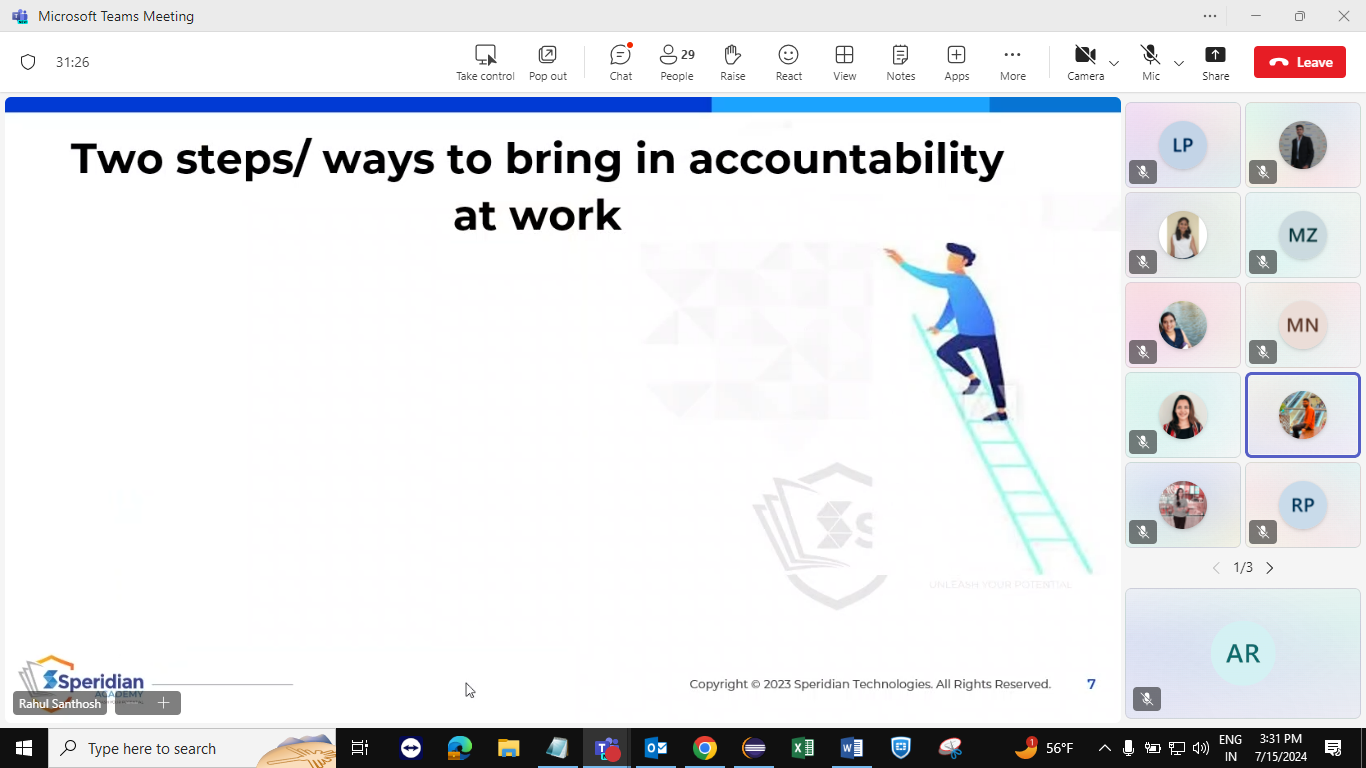 Microsoft Teams Meeting
31:26
Take control
Pop out
Chat
29
People
Raise
React
View
Notes
Apps
More
Camera
Mic
Share
Leave
Two steps/ ways to bring in accountability
at work
LP
MZ
MN
RP
1/3
AR
UNLEASH YOUR POTENTIAL
Speridian
ACADEMY
Rahul Santhosh
Copyright © 2023 Speridian Technologies. All Rights Reserved.
7
Type here to search
1
56°F
ENG
IN
3:31 PM
7/15/2024